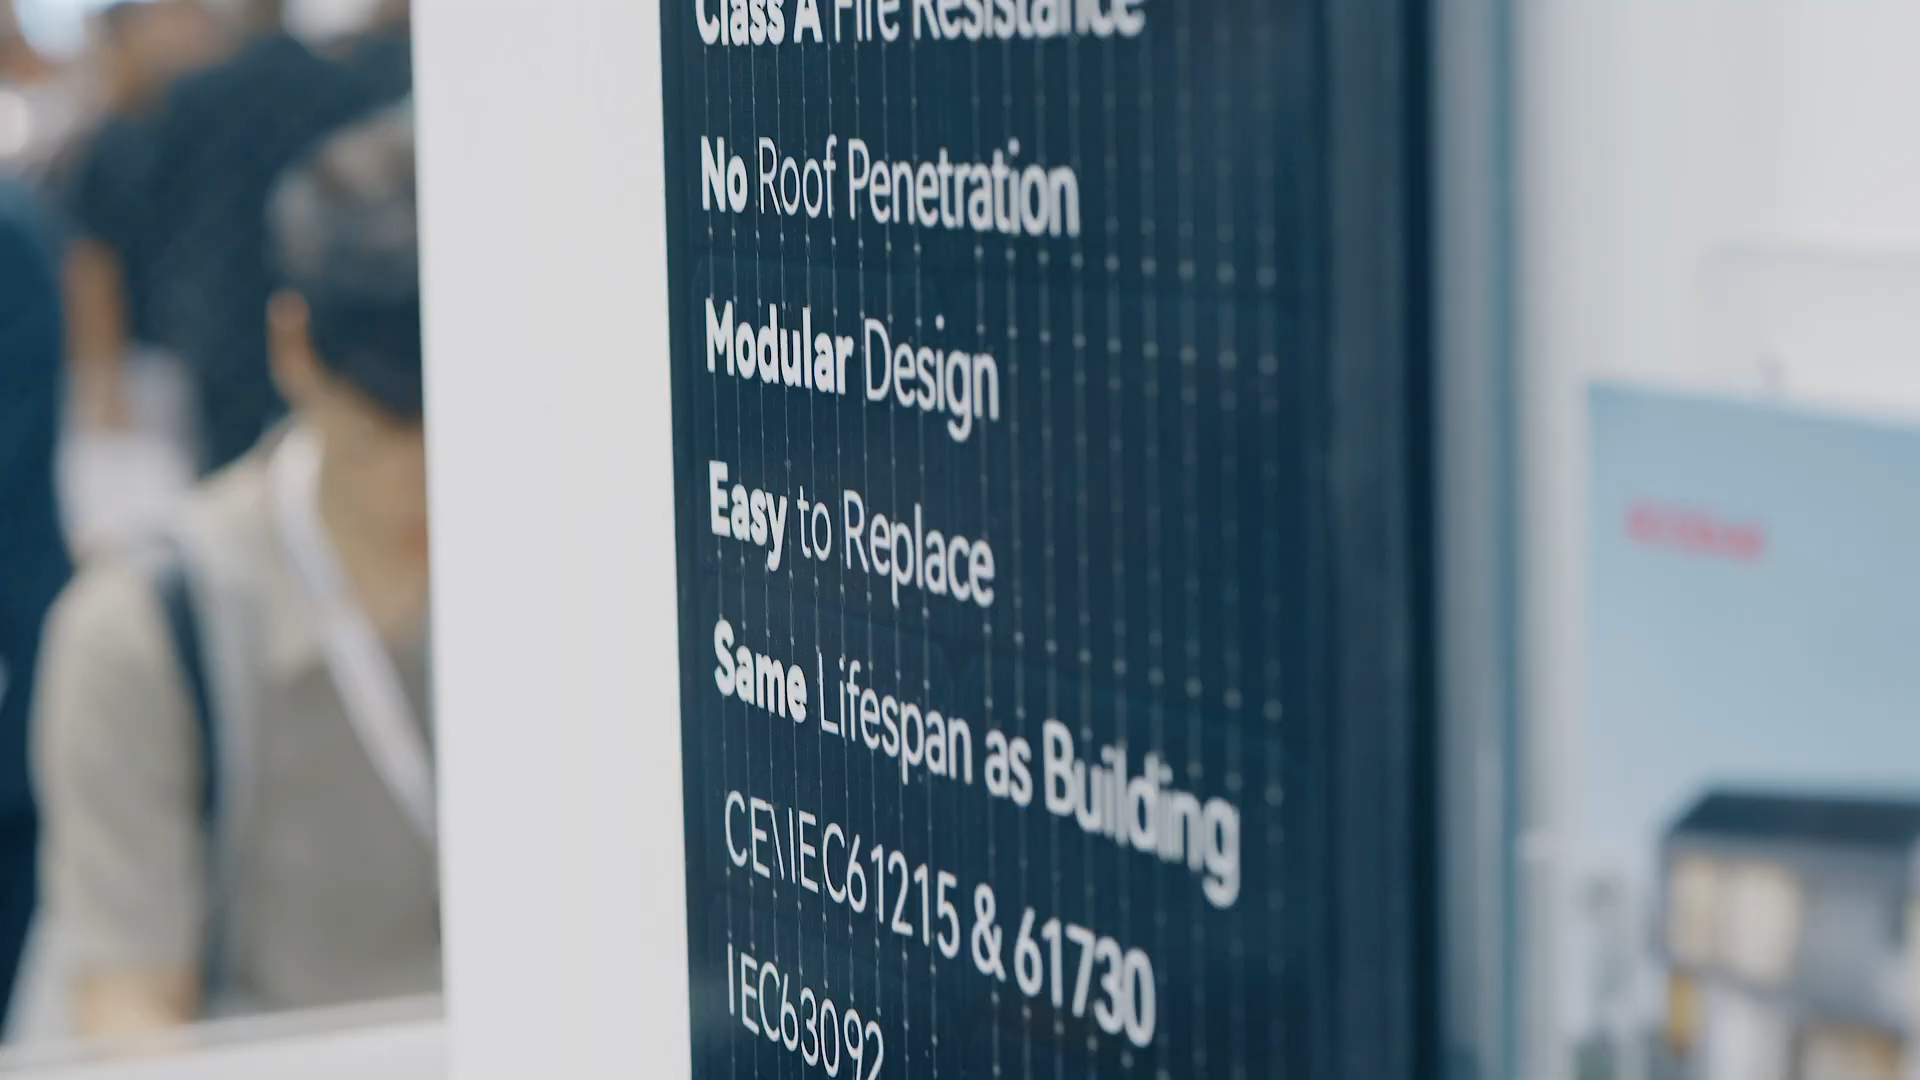 Class A Fire Resistance
No Roof Penetration
Modular Design
Easy to Replace
Same Lifespan as Building
CE\IEC61215 & 61730
IEC63092